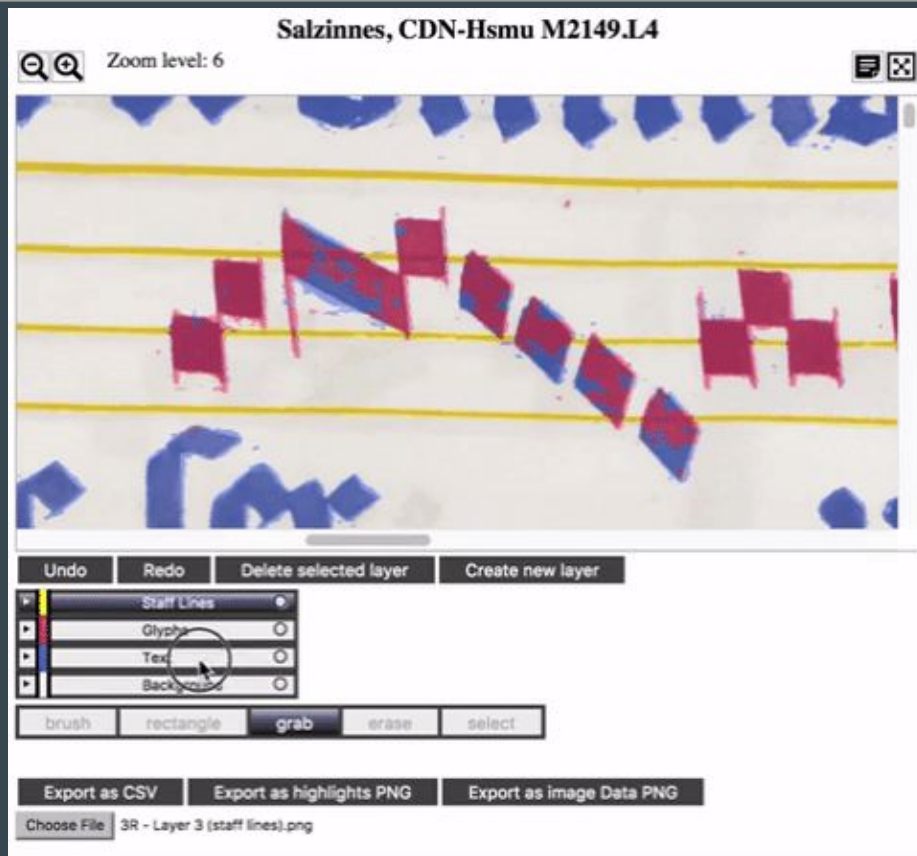 Salzinnes, CDN-Hsmu M2149.L4
Zoom level: 6
Undo Redo Delete selected layer Create new layer
Staff Lines
Glyphs
Text
Background
brush rectangle grab erase select
Export as CSV Export as highlights PNG Export as image Data PNG
Choose File 3R - Layer 3 (staff lines).png